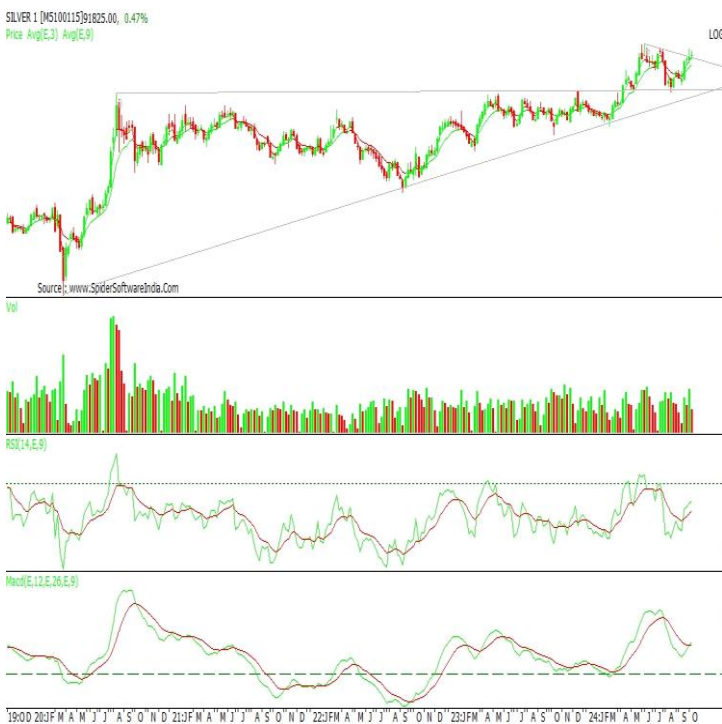 SILVER 1 [M5100115]91825.00, 0.47%
Price Avg(E,3) Avg(E,9)
LOG
Source : www.SpiderSoftwareIndia.Com
Vol
RSI(14,E,9)
Macd(E,12,E,26,E,9)
'19:O D 20:JF M A M J J A S O N D 21:JF M A M J J A S O N D 22:JF M A M J J A S O N D 23:JF M A M J J A S O N D 24:JF M A M J J A S O